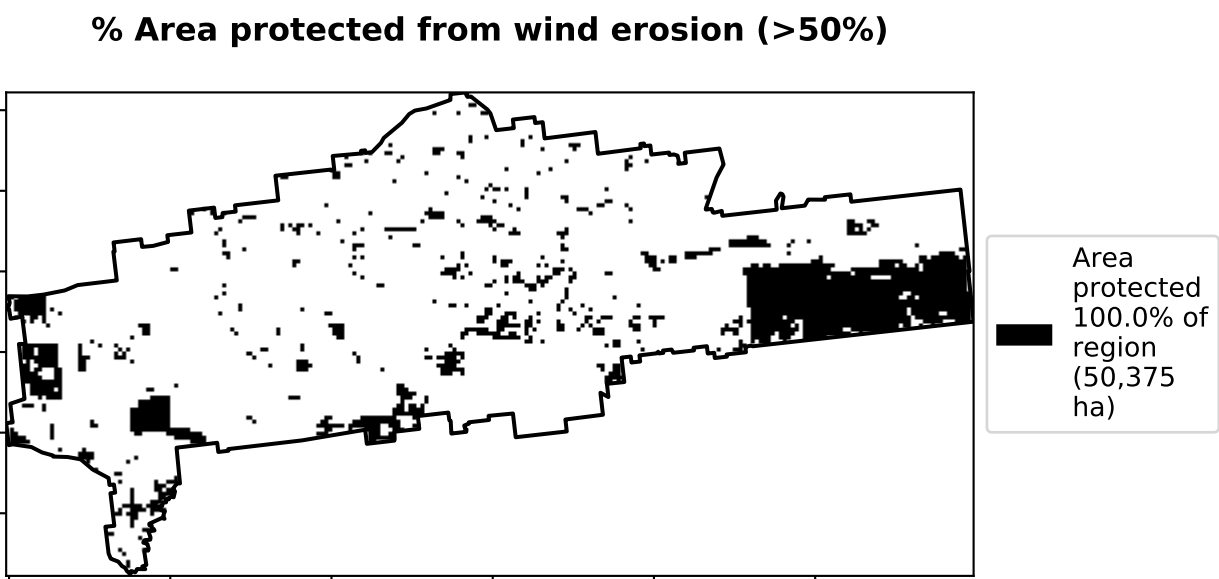 % Area protected from wind erosion (>50%)
Area
protected
100.0% of
region
(50,375
ha)